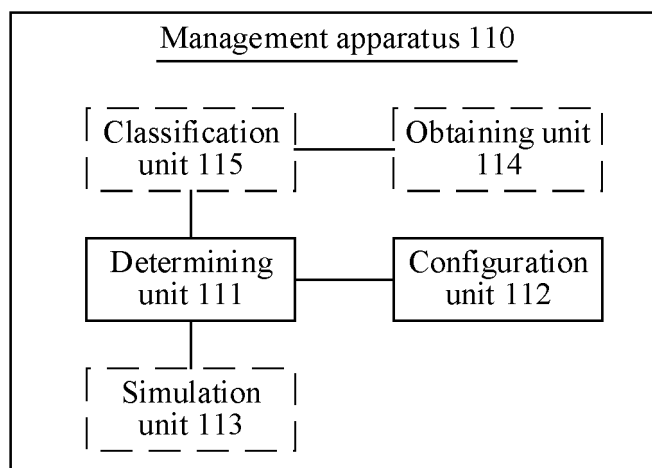 Management apparatus 110
Classification
unit 115
Obtaining unit
114
Determining
unit 111
Configuration
unit 112
Simulation
unit 113